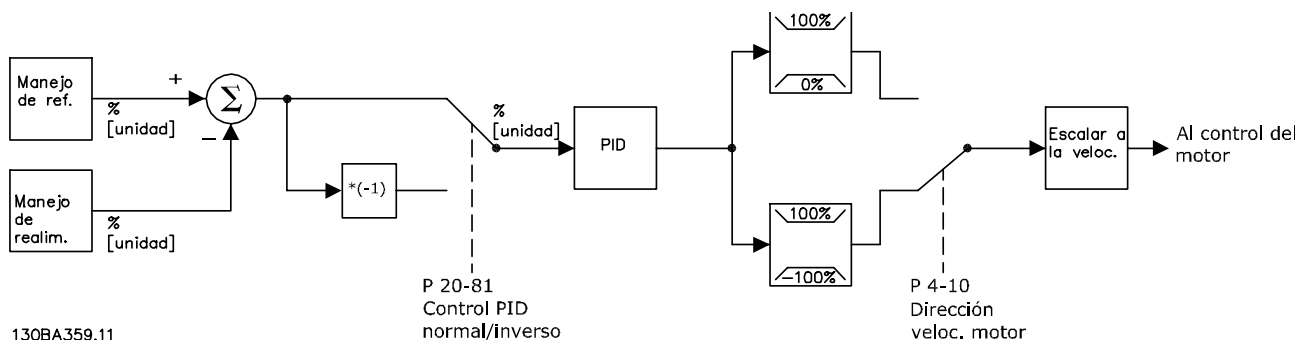 Manejo
de ref.
+
%
[unidad]
Σ
−
Manejo
de
realim.
%
[unidad]
*(-1)
%
[unidad]
PID
100%
0%
100%
−100%
Escalar a
la veloc.
Al control del
motor
P 20-81
Control PID
normal/inverso
P 4-10
Dirección
veloc. motor
130BA359.11